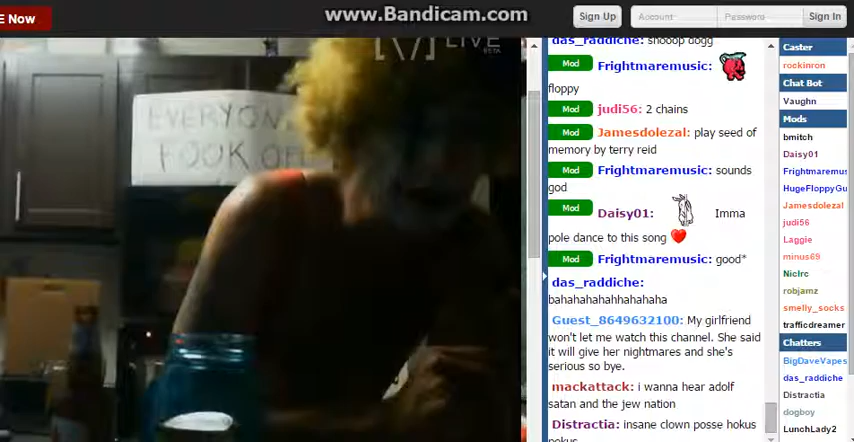 E Now
www.Bandicam.com
Sign Up
Account
Password
Sign In
[\/] LIVE
BETA
EVERYON
FOOK OF
das_raddiche: snooop dogg
Mod Frightmaremusic:
floppy
Mod judi56: 2 chains
Mod Jamesdolezal: play seed of
memory by terry reid
Mod Frightmaremusic: sounds
god
Mod Daisy01: Imma
pole dance to this song
Mod Frightmaremusic: good*
das_raddiche:
bahahahahahhahahaha
Guest_8649632100: My girlfriend
won't let me watch this channel. She said
it will give her nightmares and she's
serious so bye.
mackattack: i wanna hear adolf
satan and the jew nation
Distractia: insane clown posse hokus
pokus
Caster
rockinron
Chat Bot
Vaughn
Mods
bmitch
Daisy01
Frightmaremus
HugeFloppyGu
Jamesdolezal
judi56
Laggie
minus69
Niclrc
robjamz
smelly_socks
trafficdreamer
Chatters
BigDaveVapes
das_raddiche
Distractia
dogboy
LunchLady2